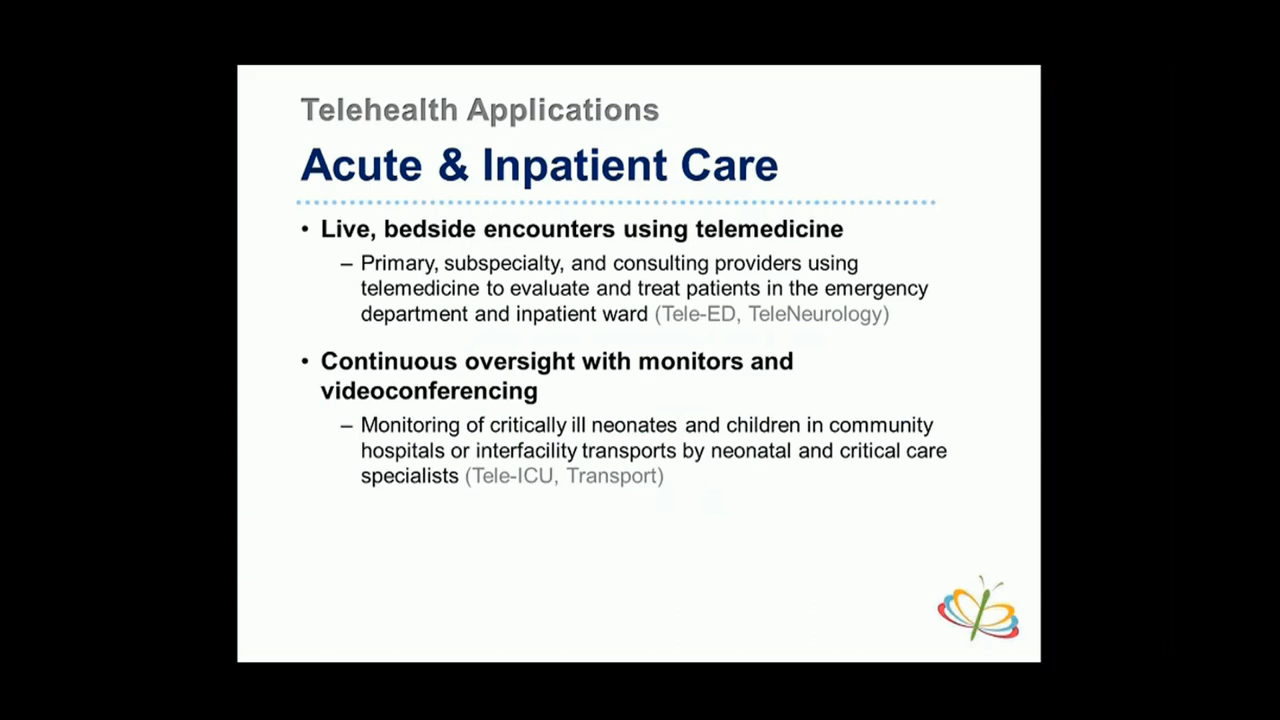 Telehealth Applications
Acute & Inpatient Care
• Live, bedside encounters using telemedicine
– Primary, subspecialty, and consulting providers using
telemedicine to evaluate and treat patients in the emergency
department and inpatient ward (Tele-ED, TeleNeurology)
• Continuous oversight with monitors and
videoconferencing
– Monitoring of critically ill neonates and children in community
hospitals or interfacility transports by neonatal and critical care
specialists (Tele-ICU, Transport)